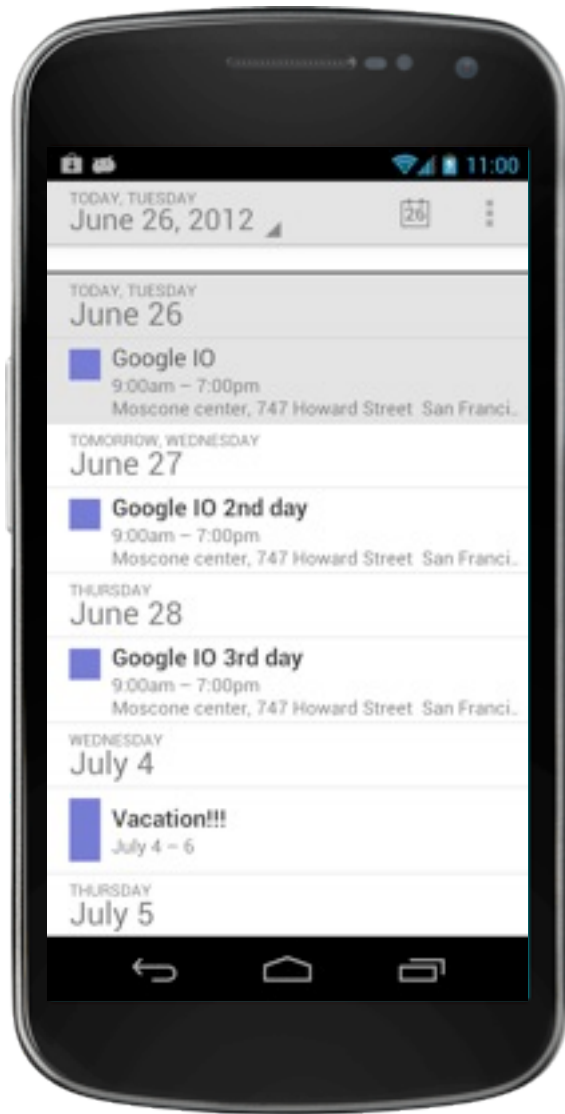 11:00
TODAY, TUESDAY
June 26, 2012
26
TODAY, TUESDAY
June 26
Google IO
9:00am – 7:00pm
Moscone center, 747 Howard Street  San Franci..
TOMORROW, WEDNESDAY
June 27
Google IO 2nd day
9:00am – 7:00pm
Moscone center, 747 Howard Street  San Franci..
THURSDAY
June 28
Google IO 3rd day
9:00am – 7:00pm
Moscone center, 747 Howard Street  San Franci..
WEDNESDAY
July 4
Vacation!!!
July 4 – 6
THURSDAY
July 5